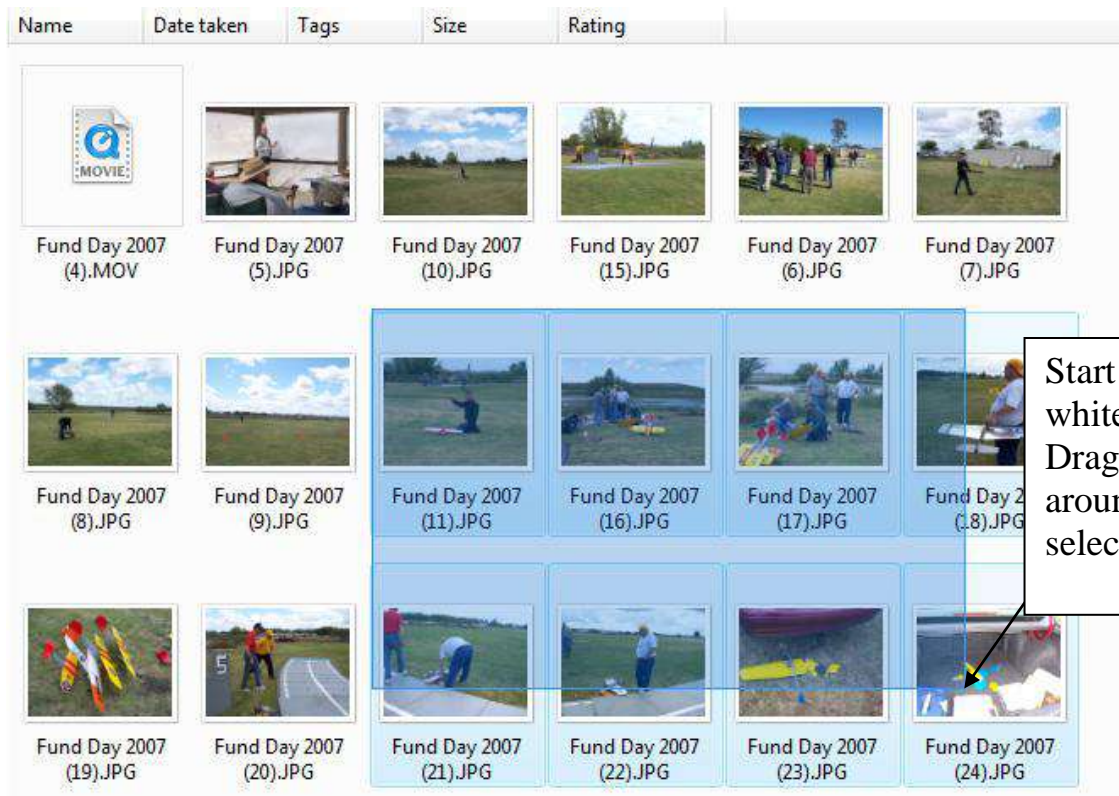 Name Date taken Tags Size Rating
MOVIE
Fund Day 2007 (4).MOV
Fund Day 2007 (5).JPG
Fund Day 2007 (10).JPG
Fund Day 2007 (15).JPG
Fund Day 2007 (6).JPG
Fund Day 2007 (7).JPG
Fund Day 2007 (8).JPG
Fund Day 2007 (9).JPG
Fund Day 2007 (11).JPG
Fund Day 2007 (16).JPG
Fund Day 2007 (17).JPG
Fund Day 2
(18).JPG
Start
white
Drag
aroun
selec
5
Fund Day 2007 (19).JPG
Fund Day 2007 (20).JPG
Fund Day 2007 (21).JPG
Fund Day 2007 (22).JPG
Fund Day 2007 (23).JPG
Fund Day 2007 (24).JPG